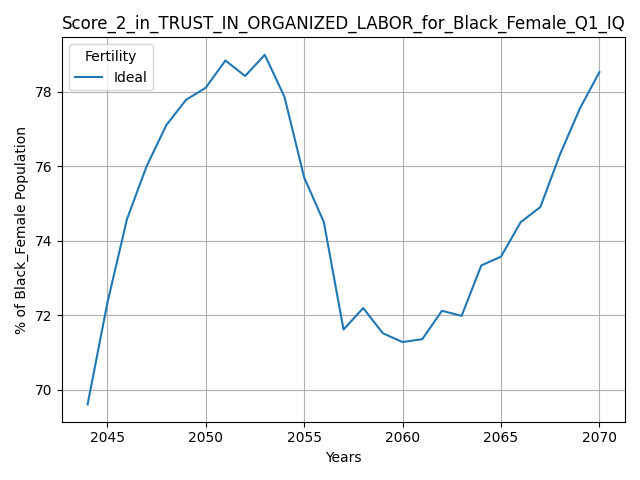 Score_2_in_TRUST_IN_ORGANIZED_LABOR_for_Black_Female_Q1_IQ
Fertility
Ideal
% of Black_Female Population
78
76
74
72
70
2045
2050
2055
2060
2065
2070
Years